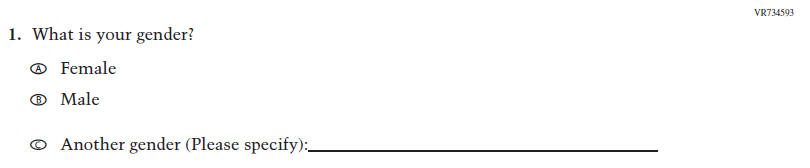 VR734593
1. What is your gender?
A Female
B Male
C Another gender (Please specify):